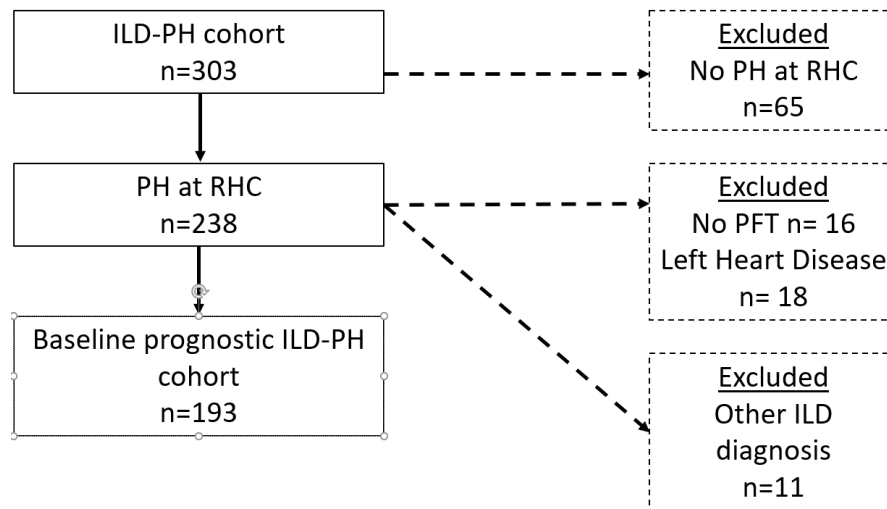 ILD-PH cohort
n=303
Excluded
No PH at RHC
n=65
PH at RHC
n=238
Excluded
No PFT n= 16
Left Heart Disease
n= 18
Baseline prognostic ILD-PH
cohort
n=193
Excluded
Other ILD
diagnosis
n=11